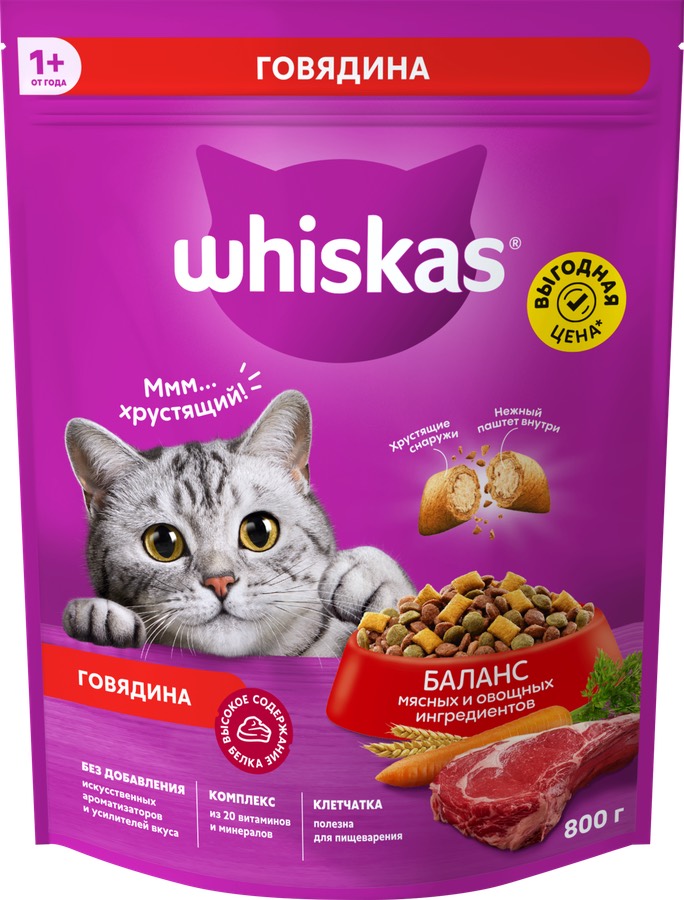 1+
ОТ ГОДА
ГОВЯДИНА
whiskas®
ВЫГОДНАЯ
ЦЕНА*
Ммм...
хрустящий!
Хрустящие
снаружи
Нежный
паштет внутри
БАЛАНС
мясных и овощных
ингредиентов
ГОВЯДИНА
ВЫСОКОЕ СОДЕРЖАНИЕ
БЕЛКА
БЕЗ ДОБАВЛЕНИЯ
искусственных
ароматизаторов
и усилителей вкуса
КОМПЛЕКС
из 20 витаминов
и минералов
КЛЕТЧАТКА
полезна
для пищеварения
800 г